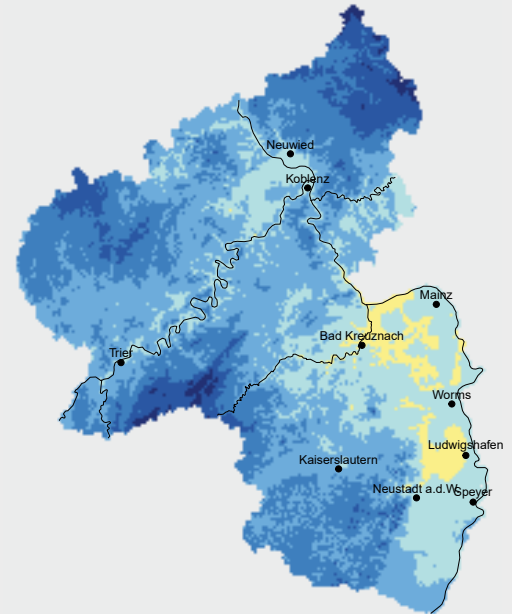 Neuwied
Koblenz
Mainz
Bad Kreuznach
Trier
Worms
Ludwigshafen
Kaiserslautern
Neustadt a.d.W.
Speyer